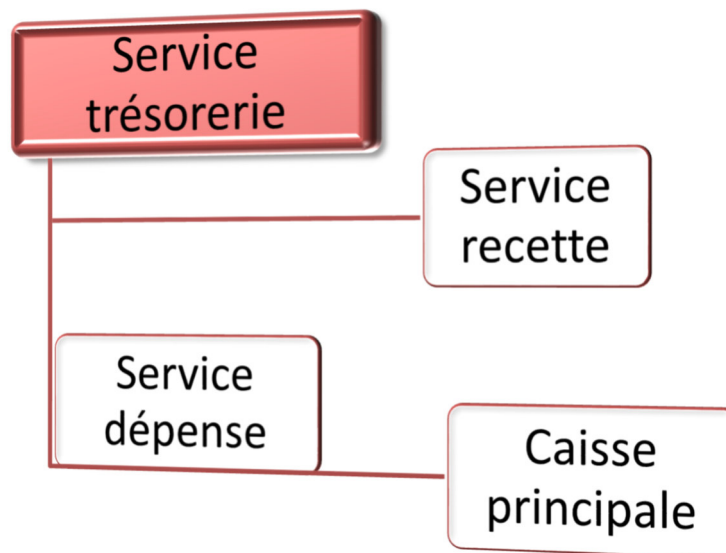 Service
trésorerie
Service
recette
Service
dépense
Caisse
principale